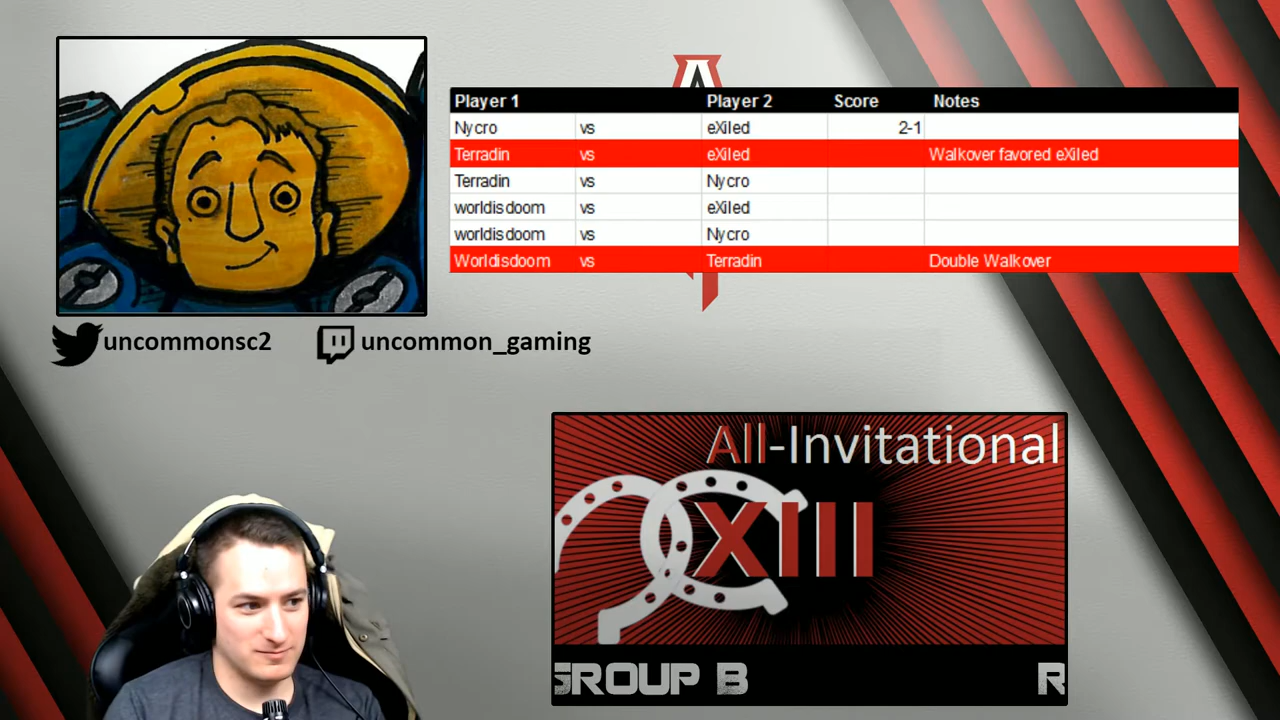 Player 1 Player 2 Score Notes
Nycro vs eXiled 2-1
Terradin vs eXiled Walkover favored eXiled
Terradin vs Nycro
worldisdoom vs eXiled
worldisdoom vs Nycro
Worldisdoom vs Terradin Double Walkover
uncommonsc2 uncommon_gaming
All-Invitational
XIII
GROUP B R